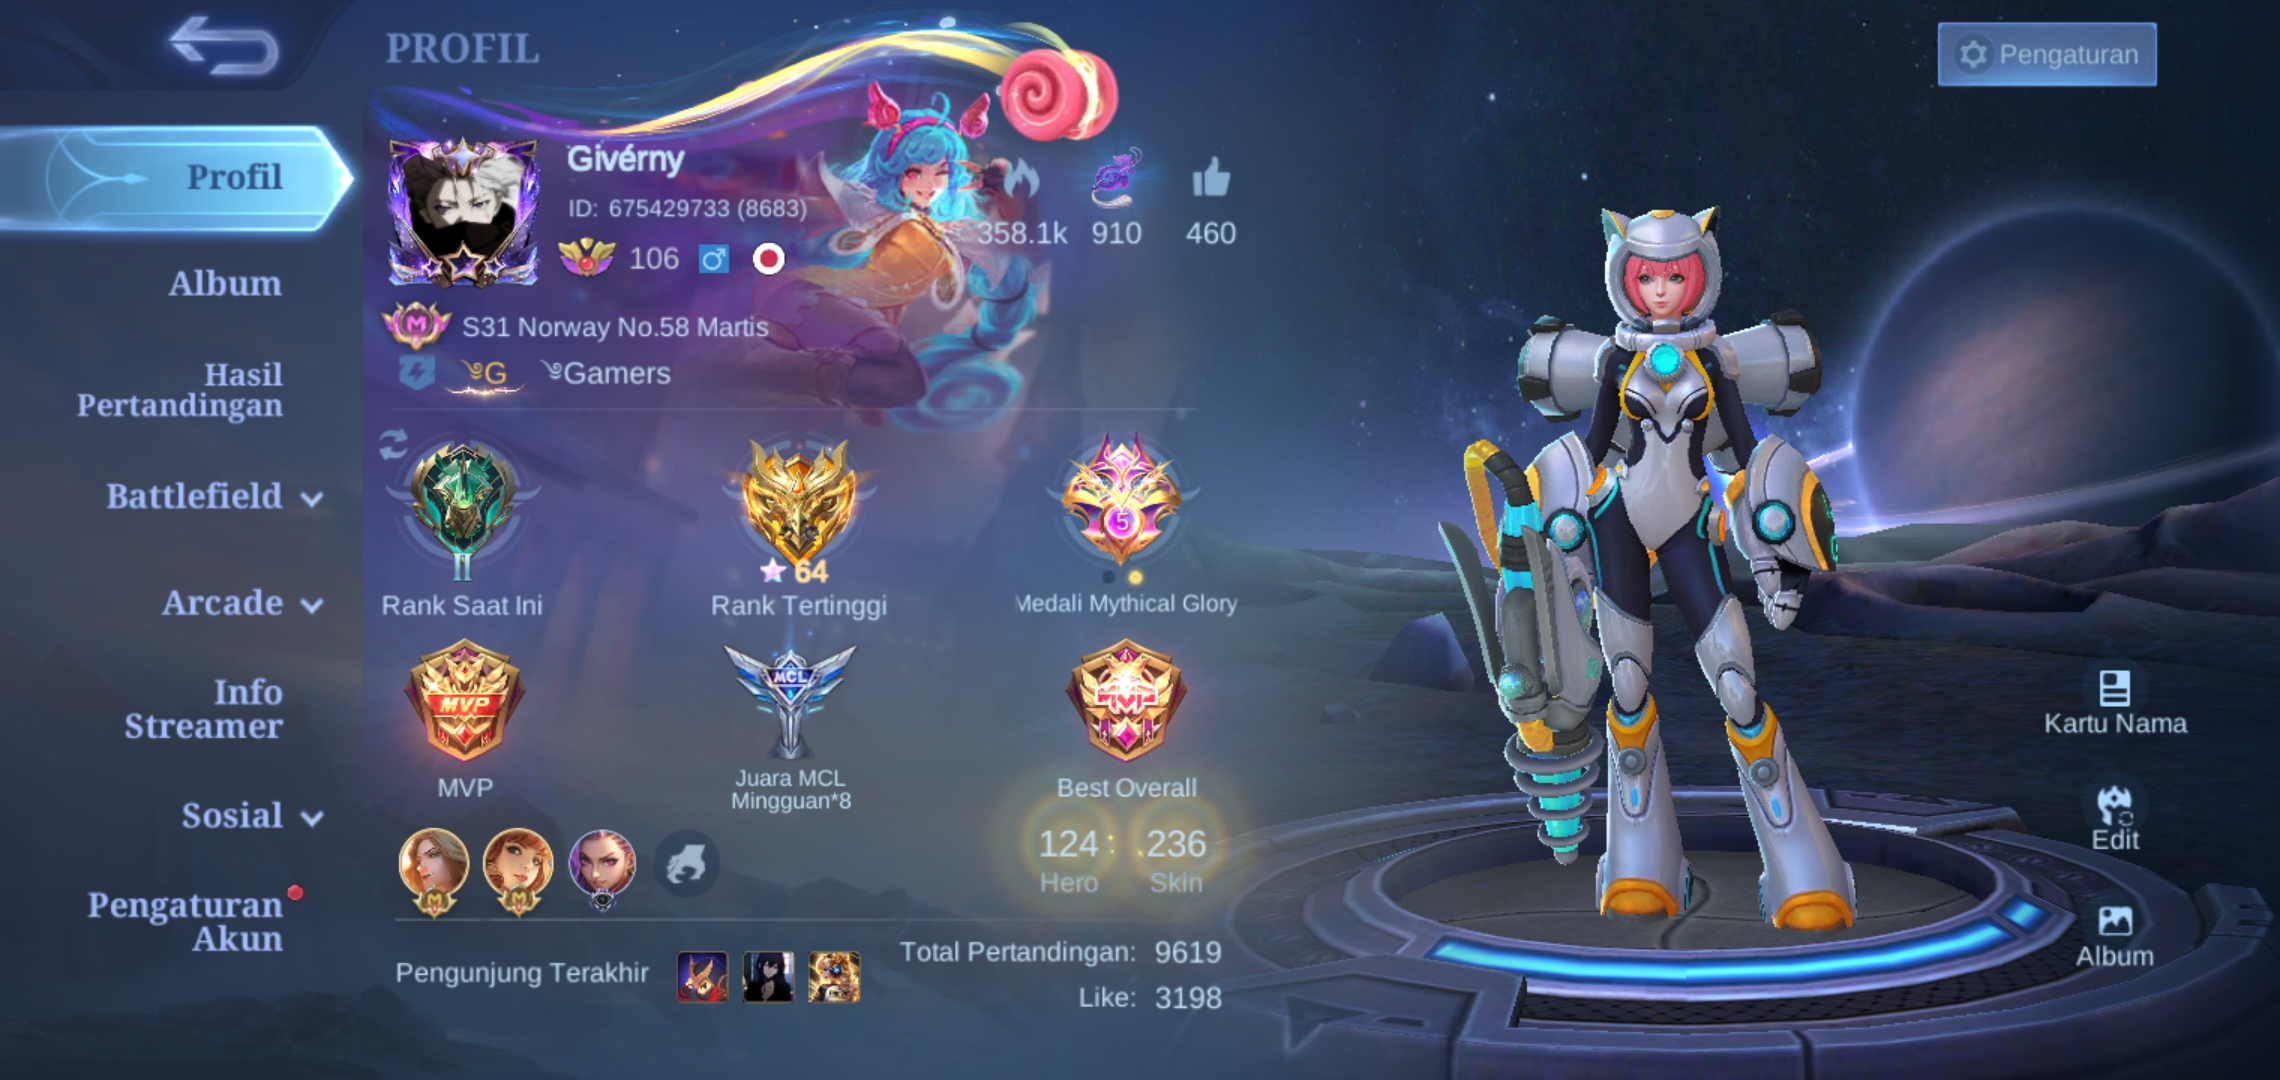 PROFIL
Pengaturan
Profil
Album
Hasil
Pertandingan
Battlefield
Arcade
Info
Streamer
Sosial
Pengaturan
Akun
Givérny
ID: 675429733 (8683)
106
358.1k
910
460
S31 Norway No.58 Martis
༄G
༄Gamers
II
Rank Saat Ini
64
Rank Tertinggi
5
Medali Mythical Glory
MVP
MVP
MCL
Juara MCL
Mingguan*8
MVP
Best Overall
124 : 236
Hero Skin
Pengunjung Terakhir
Total Pertandingan: 9619
Like: 3198
Kartu Nama
Edit
Album